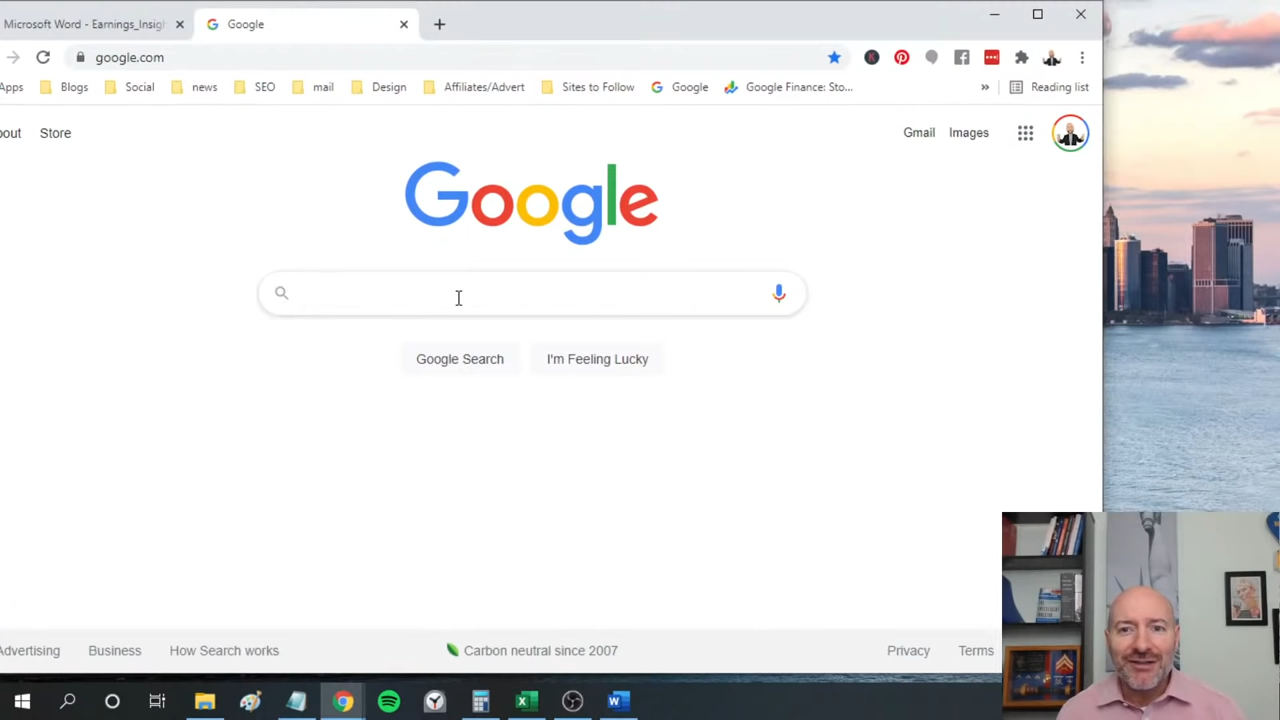 Microsoft Word - Earnings_Insigh
Google
google.com
Apps
Blogs
Social
news
SEO
mail
Design
Affiliates/Advert
Sites to Follow
Google
Google Finance: Sto...
»
Reading list
bout
Store
Gmail
Images
Google
Google Search
I'm Feeling Lucky
Advertising
Business
How Search works
Carbon neutral since 2007
Privacy
Terms